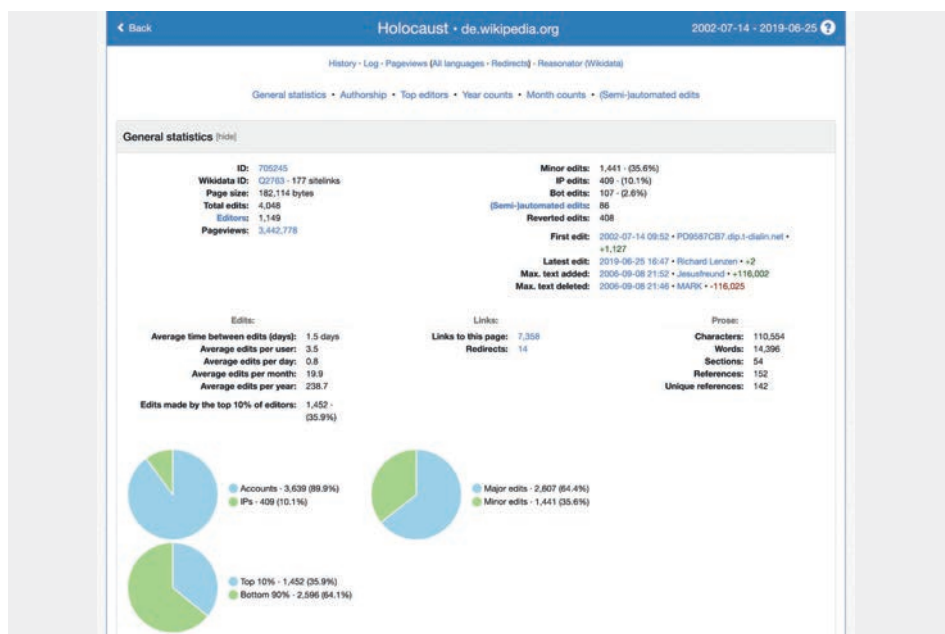 Back
Holocaust · de.wikipedia.org
2002-07-14 - 2019-06-25 ?
History · Log · Pageviews (All languages · Redirects) · Reasonator (Wikidata)
General statistics • Authorship • Top editors • Year counts • Month counts • (Semi-)automated edits
General statistics [hide]
ID: 705245
Wikidata ID: Q2763 · 177 sitelinks
Page size: 182,114 bytes
Total edits: 4,048
Editors: 1,149
Pageviews: 3,442,778
Minor edits: 1,441 · (35.6%)
IP edits: 409 · (10.1%)
Bot edits: 107 · (2.6%)
(Semi-)automated edits: 86
Reverted edits: 408
First edit: 2002-07-14 09:52 • PD9587CB7.dip.t-dialin.net •
+1,127
Latest edit: 2019-06-25 16:47 • Richard Lenzen • +2
Max. text added: 2006-09-08 21:52 • Jesusfreund • +116,002
Max. text deleted: 2006-09-08 21:46 • MARK • -116,025
Edits:
Average time between edits (days): 1.5 days
Average edits per user: 3.5
Average edits per day: 0.8
Average edits per month: 19.9
Average edits per year: 238.7
Edits made by the top 10% of editors: 1,452 ·
(35.9%)
Links:
Links to this page: 7,358
Redirects: 14
Prose:
Characters: 110,554
Words: 14,396
Sections: 54
References: 152
Unique references: 142
Accounts · 3,639 (89.9%)
IPs · 409 (10.1%)
Major edits · 2,607 (64.4%)
Minor edits · 1,441 (35.6%)
Top 10% · 1,452 (35.9%)
Bottom 90% · 2,596 (64.1%)